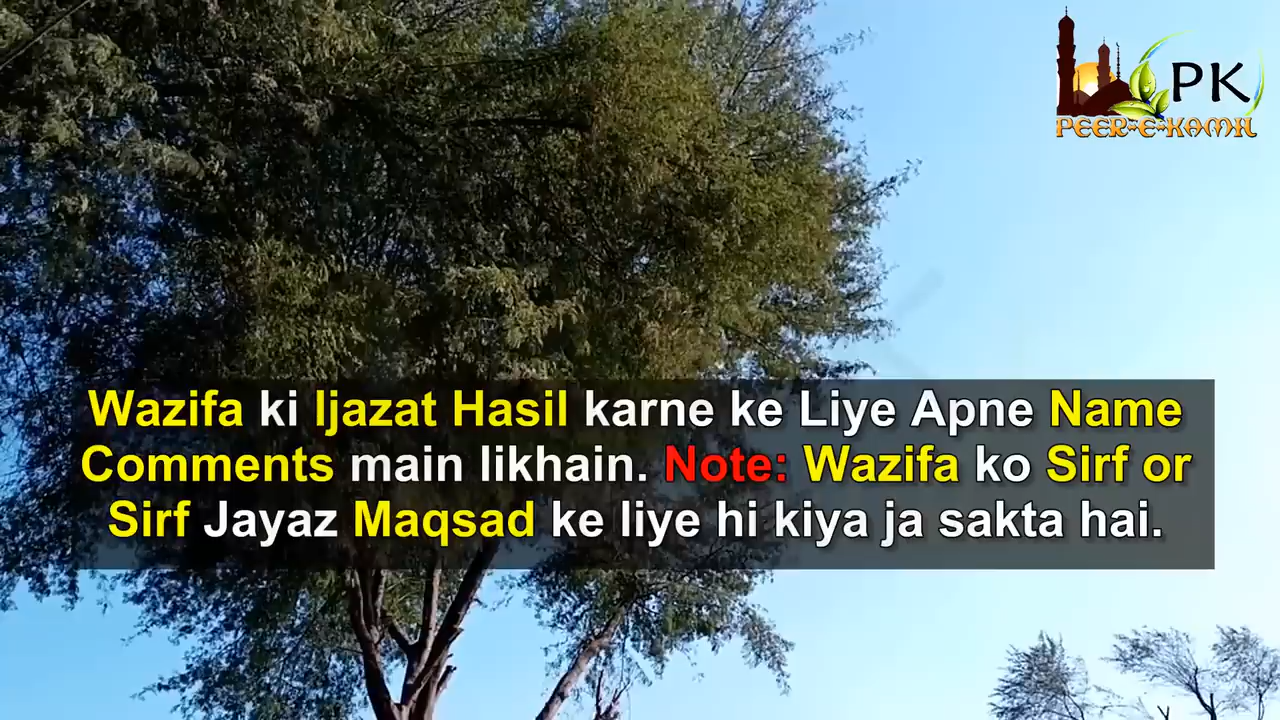 PK
PEER-E-KAMIL
Wazifa ki Ijazat Hasil karne ke Liye Apne Name
Comments main likhain. Note: Wazifa ko Sirf or
Sirf Jayaz Maqsad ke liye hi kiya ja sakta hai.